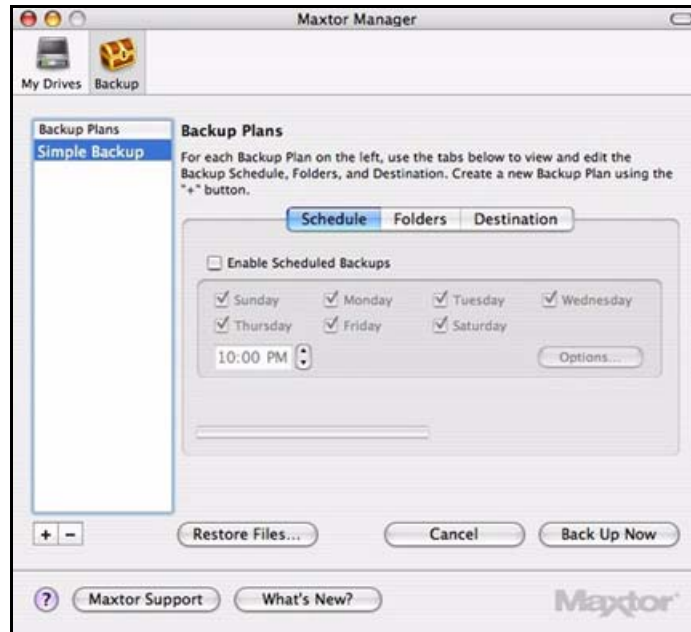 Maxtor Manager
My Drives Backup
Backup Plans
Simple Backup
Backup Plans
For each Backup Plan on the left, use the tabs below to view and edit the
Backup Schedule, Folders, and Destination. Create a new Backup Plan using the
"+" button.
Schedule Folders Destination
Enable Scheduled Backups
Sunday Monday Tuesday Wednesday
Thursday Friday Saturday
10:00 PM Options...
+ - Restore Files... Cancel Back Up Now
? Maxtor Support What's New? Maxtor